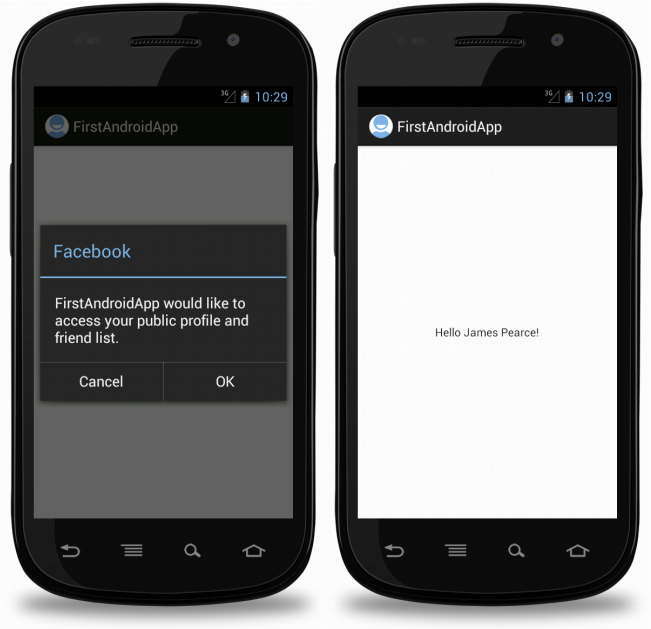 3G 10:29
FirstAndroidApp
Facebook
FirstAndroidApp would like to
access your public profile and
friend list.
Cancel OK
3G 10:29
FirstAndroidApp
Hello James Pearce!